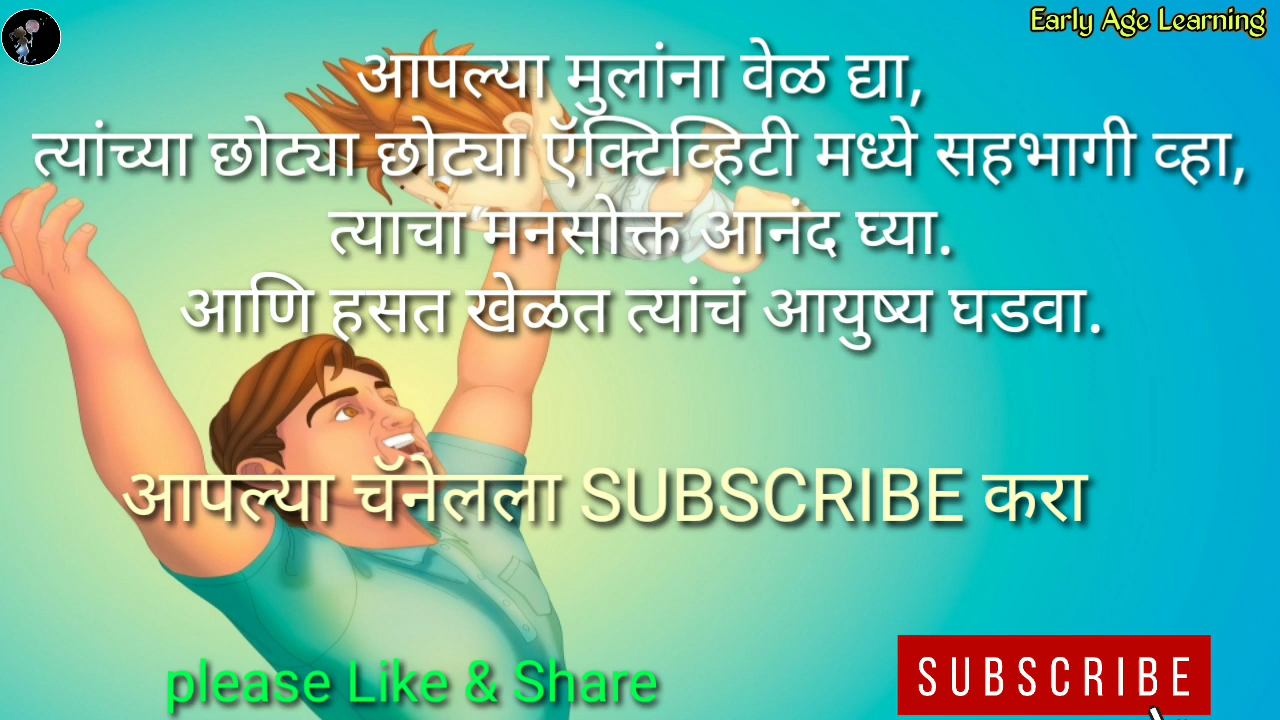 Early Age Learning
आपल्या मुलांना वेळ द्या,
त्यांच्या छोट्या छोट्या ऍक्टिव्हिटी मध्ये सहभागी व्हा,
त्याचा मनसोक्त आनंद घ्या.
आणि हसत खेळत त्यांचं आयुष्य घडवा.
आपल्या चॅनेलला SUBSCRIBE करा
please Like & Share
SUBSCRIBE